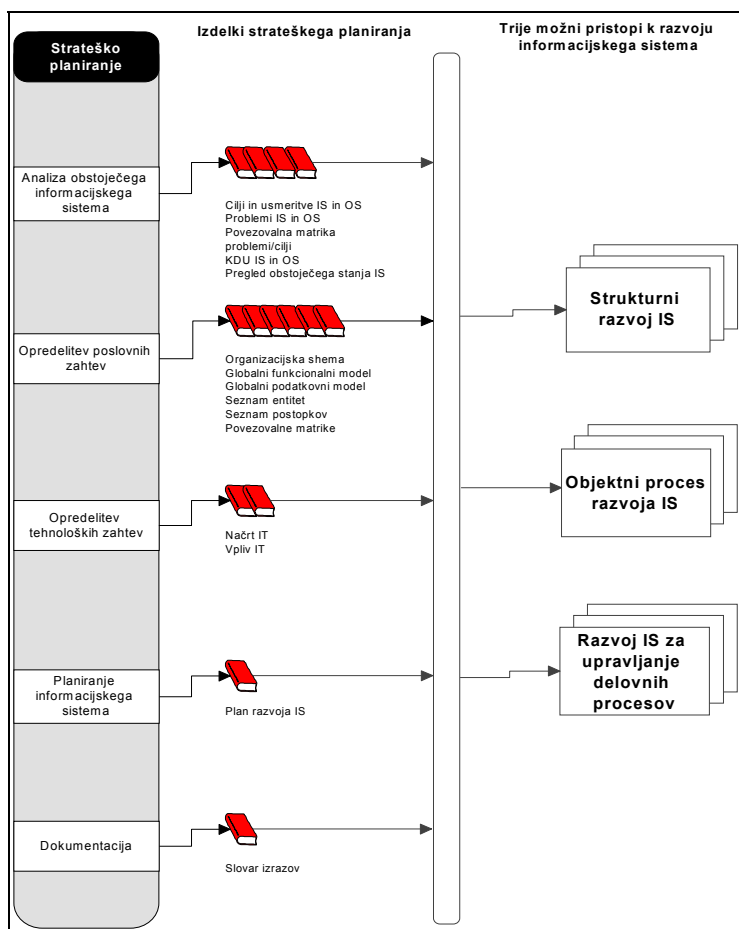 Strateško
planiranje
Izdelki strateškega planiranja
Trije možni pristopi k razvoju
informacijskega sistema
Analiza obstoječega
informacijskega
sistema
Cilji in usmeritve IS in OS
Problemi IS in OS
Povezovalna matrika
problemi/cilji
KDU IS in OS
Pregled obstoječega stanja IS
Strukturni
razvoj IS
Opredelitev poslovnih
zahtev
Organizacijska shema
Globalni funkcionalni model
Globalni podatkovni model
Seznam entitet
Seznam postopkov
Povezovalne matrike
Objektni proces
razvoja IS
Opredelitev
tehnoloških zahtev
Načrt IT
Vpliv IT
Razvoj IS za
upravljanje
delovnih
procesov
Planiranje
informacijskega
sistema
Plan razvoja IS
Dokumentacija
Slovar izrazov